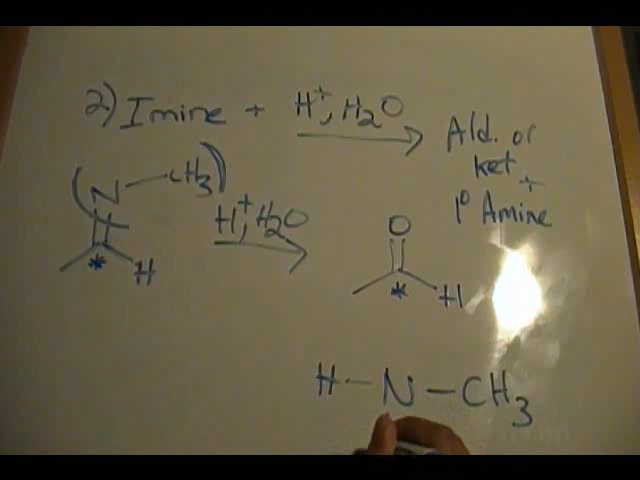 2) Imine + H+, H2O Ald. or
ket +
1° Amine
N — CH3
H+, H2O
* H
O
* H
H — N — CH3